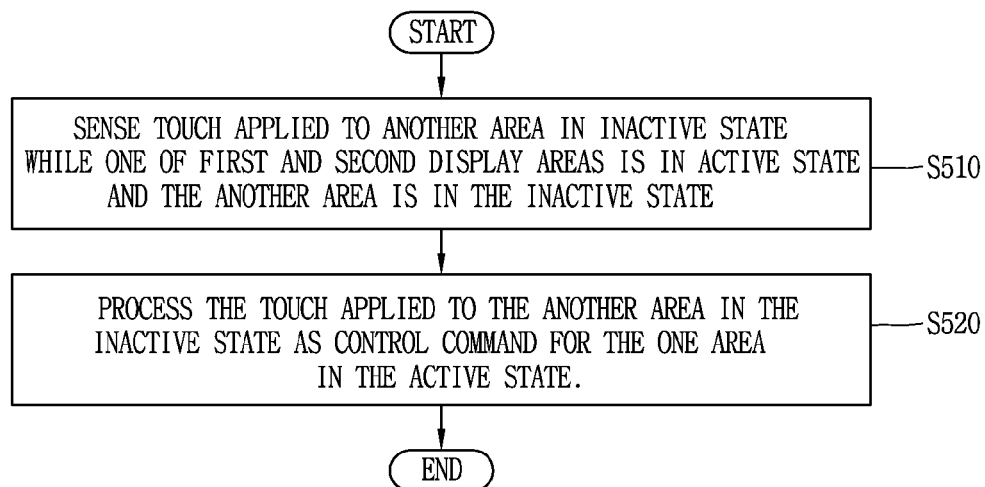 START
SENSE TOUCH APPLIED TO ANOTHER AREA IN INACTIVE STATE
WHILE ONE OF FIRST AND SECOND DISPLAY AREAS IS IN ACTIVE STATE
AND THE ANOTHER AREA IS IN THE INACTIVE STATE
S510
PROCESS THE TOUCH APPLIED TO THE ANOTHER AREA IN THE
INACTIVE STATE AS CONTROL COMMAND FOR THE ONE AREA
IN THE ACTIVE STATE.
S520
END